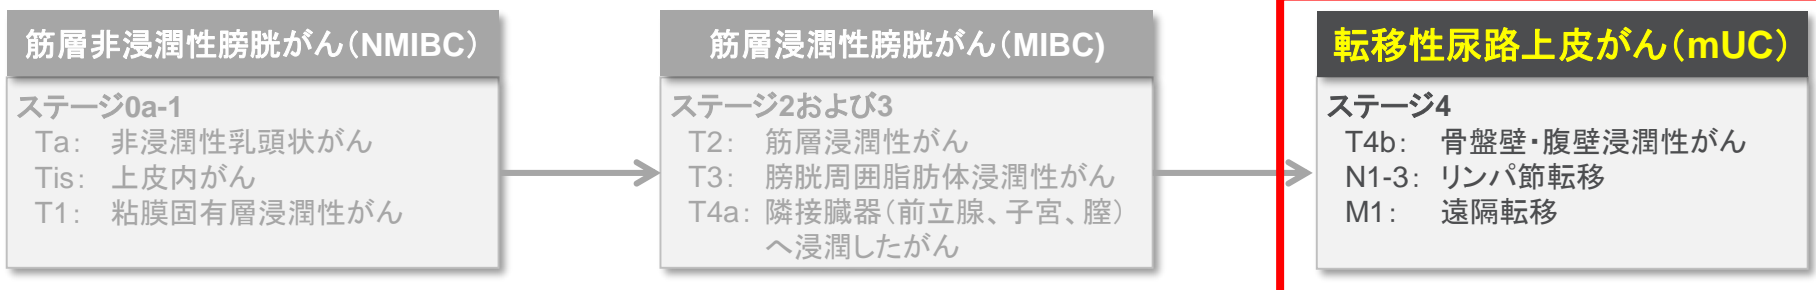 筋層非浸潤性膀胱がん（NMIBC）
ステージ0a-1
Ta： 非浸潤性乳頭状がん
Tis： 上皮内がん
T1： 粘膜固有層浸潤性がん
筋層浸潤性膀胱がん（MIBC)
ステージ2および3
T2： 筋層浸潤性がん
T3： 膀胱周囲脂肪体浸潤性がん
T4a： 隣接臓器（前立腺、子宮、膣）
へ浸潤したがん
転移性尿路上皮がん（mUC）
ステージ4
T4b： 骨盤壁・腹壁浸潤性がん
N1-3： リンパ節転移
M1： 遠隔転移